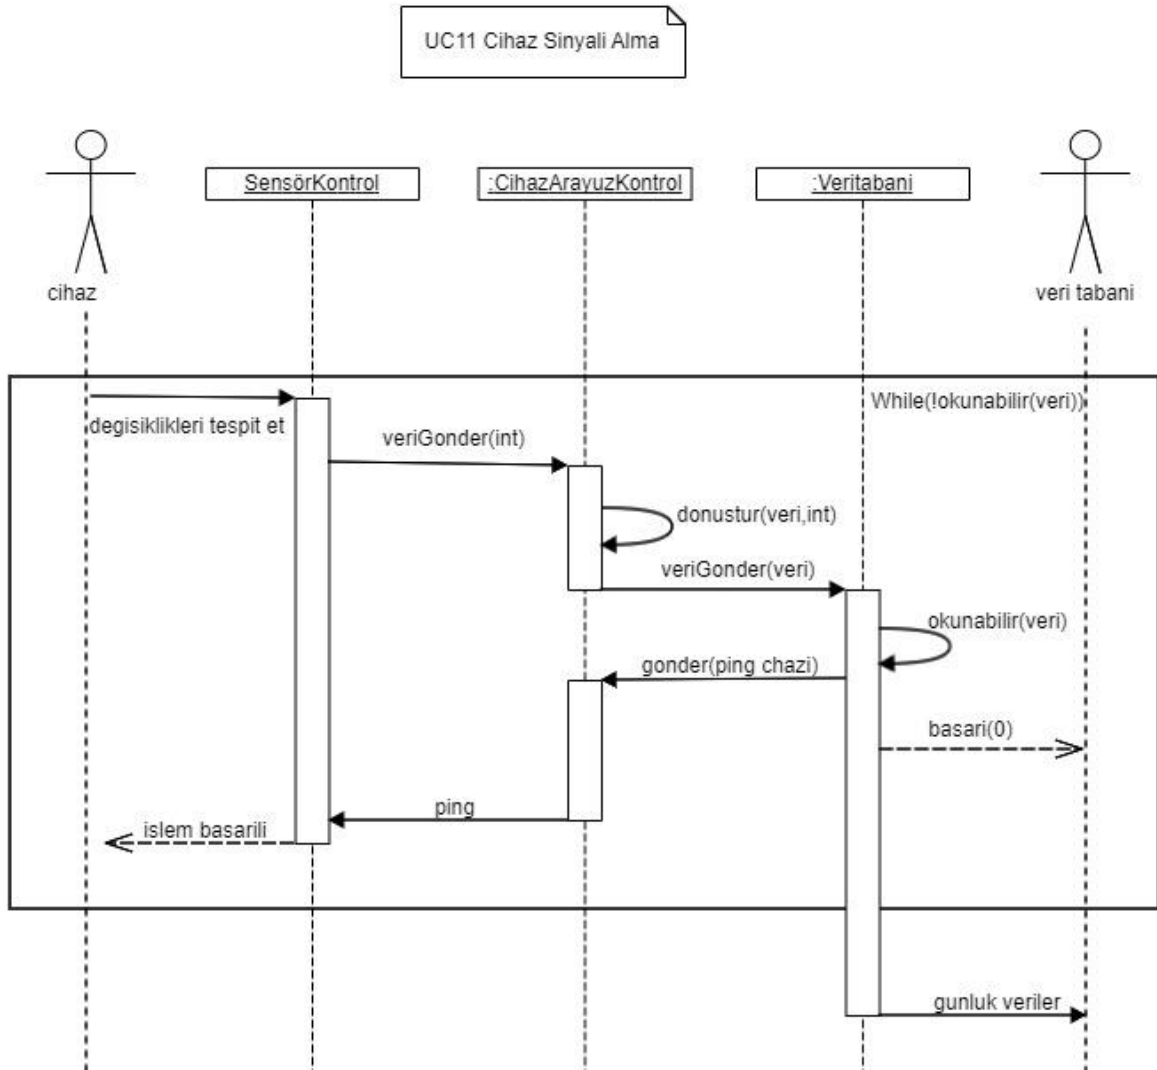 UC11 Cihaz Sinyali Alma
SensörKontrol
:CihazArayuzKontrol
:Veritabani
cihaz
veri tabani
While(!okunabilir(veri))
degisiklikleri tespit et
veriGonder(int)
donustur(veri,int)
veriGonder(veri)
okunabilir(veri)
gonder(ping chazi)
basari(0)
ping
islem basarili
gunluk veriler